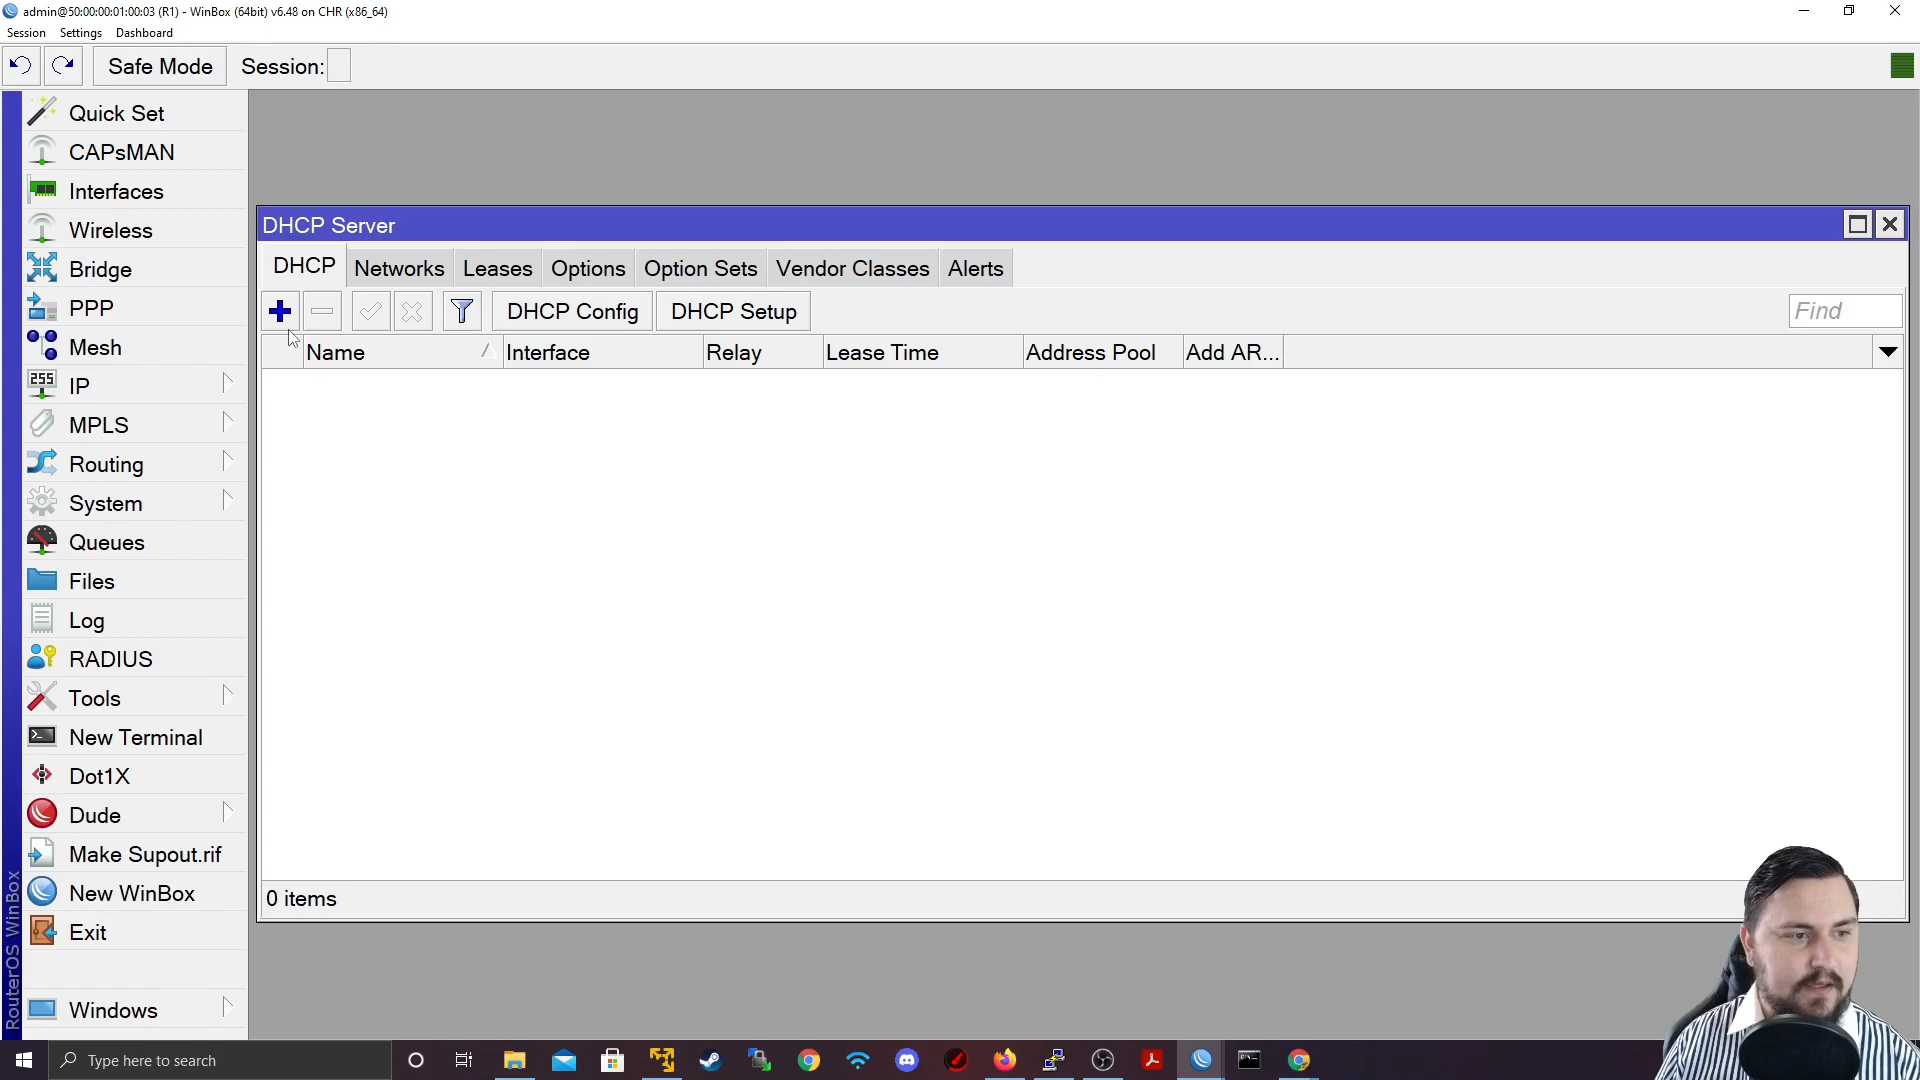 admin@50:00:00:01:00:03 (R1) - WinBox (64bit) v6.48 on CHR (x86_64)
Session Settings Dashboard
Safe Mode Session:
Quick Set
CAPsMAN
Interfaces
Wireless
Bridge
PPP
Mesh
255 IP
MPLS
Routing
System
Queues
Files
Log
RADIUS
Tools
New Terminal
Dot1X
Dude
Make Supout.rif
New WinBox
Exit
Windows
RouterOS WinBox
DHCP Server
DHCP Networks Leases Options Option Sets Vendor Classes Alerts
DHCP Config DHCP Setup Find
Name Interface Relay Lease Time Address Pool Add AR...
0 items
Type here to search